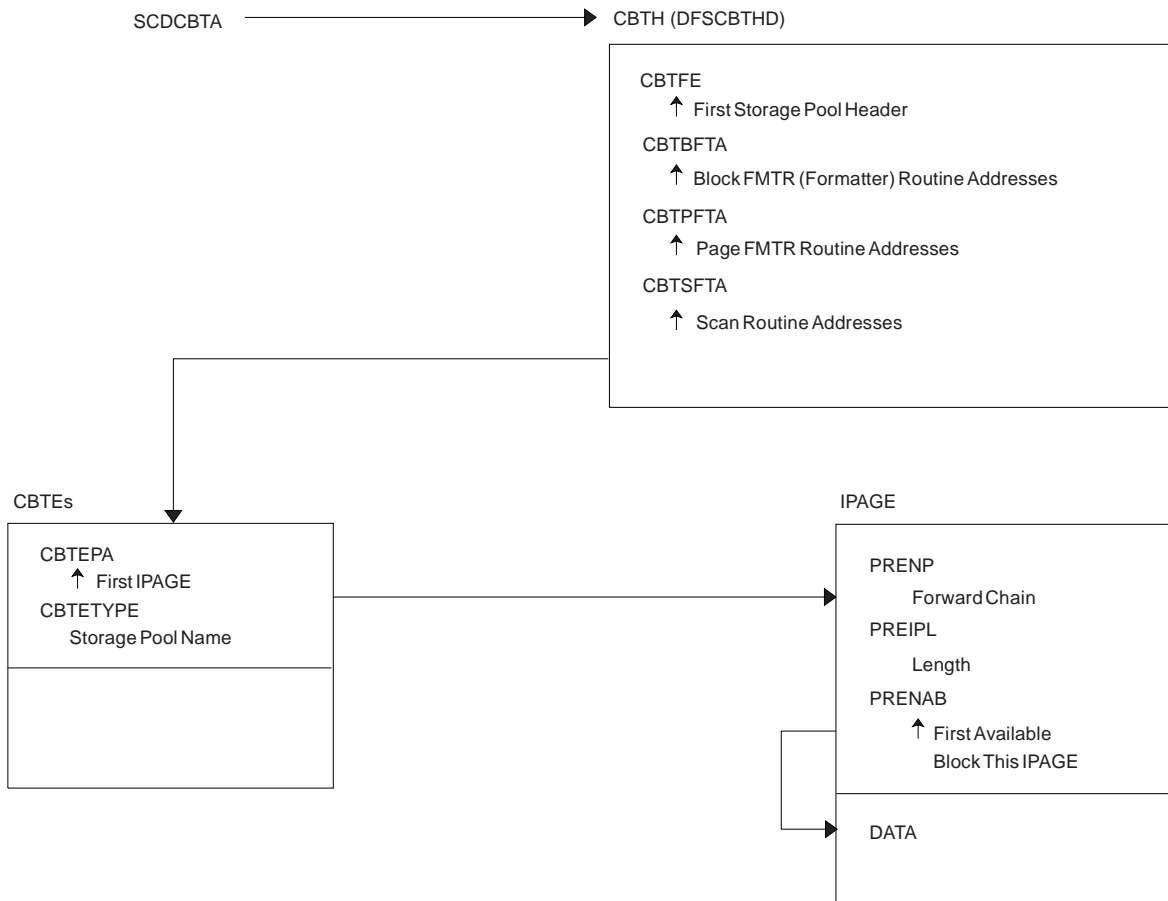 SCDCBTA
CBTH (DFSCBTHD)
CBTFE
↑ First Storage Pool Header
CBTBFTA
↑ Block FMTR (Formatter) Routine Addresses
CBTPFTA
↑ Page FMTR Routine Addresses
CBTSFTA
↑ Scan Routine Addresses
CBTEs
CBTEPA
↑ First IPAGE
CBTETYPE
Storage Pool Name
IPAGE
PRENP
Forward Chain
PREIPL
Length
PRENAB
↑ First Available
Block This IPAGE
DATA